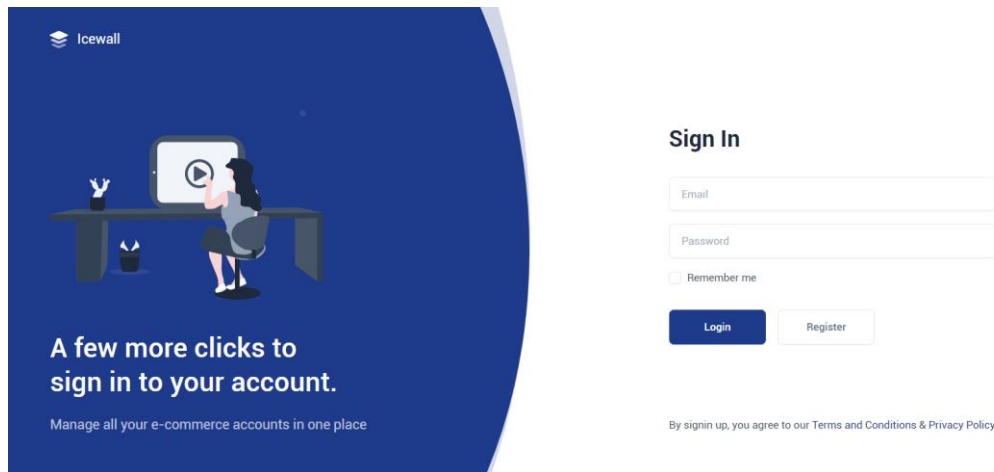 Icewall
A few more clicks to
sign in to your account.
Manage all your e-commerce accounts in one place
Sign In
Email
Password
Remember me
Login
Register
By signin up, you agree to our Terms and Conditions & Privacy Policy